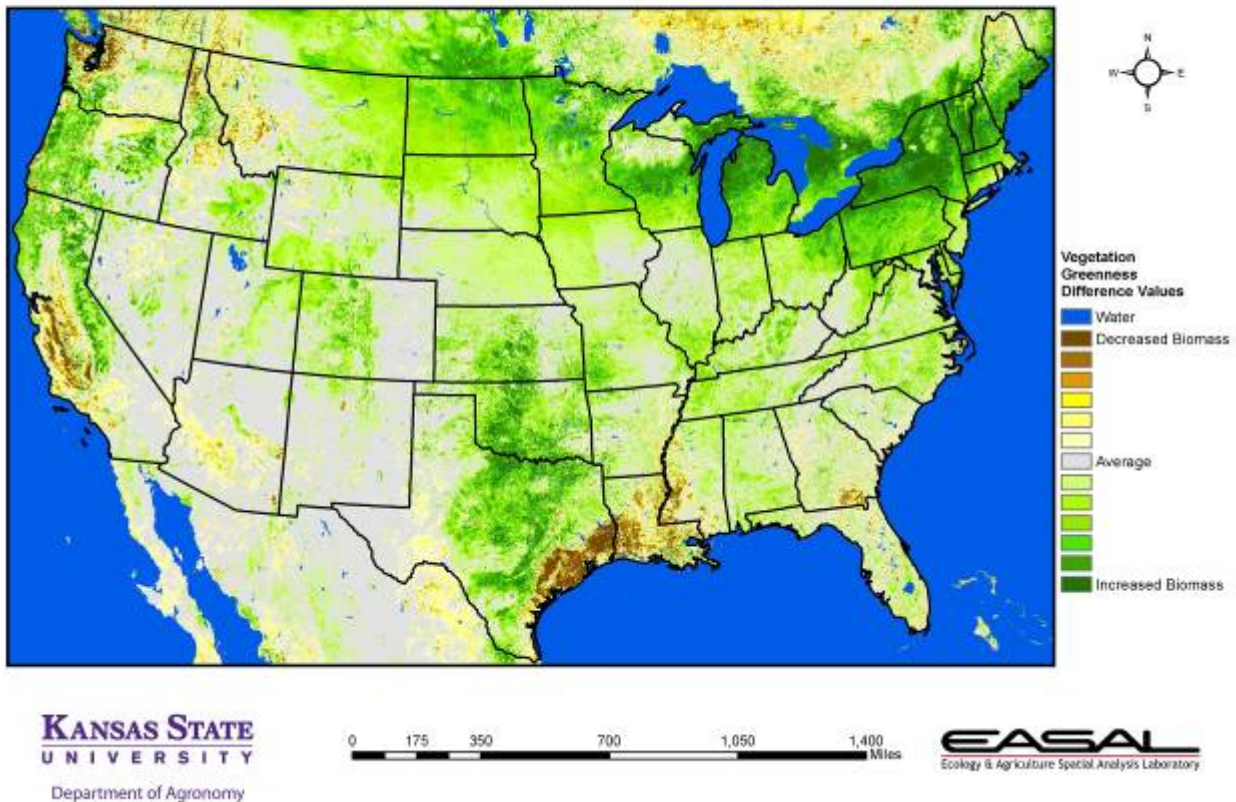 N
W E
S
Vegetation
Greenness
Difference Values
Water
Decreased Biomass
Average
Increased Biomass
KANSAS STATE
UNIVERSITY
Department of Agronomy
0 175 350 700 1,050 1,400
Miles
EASAL
Ecology & Agriculture Spatial Analysis Laboratory